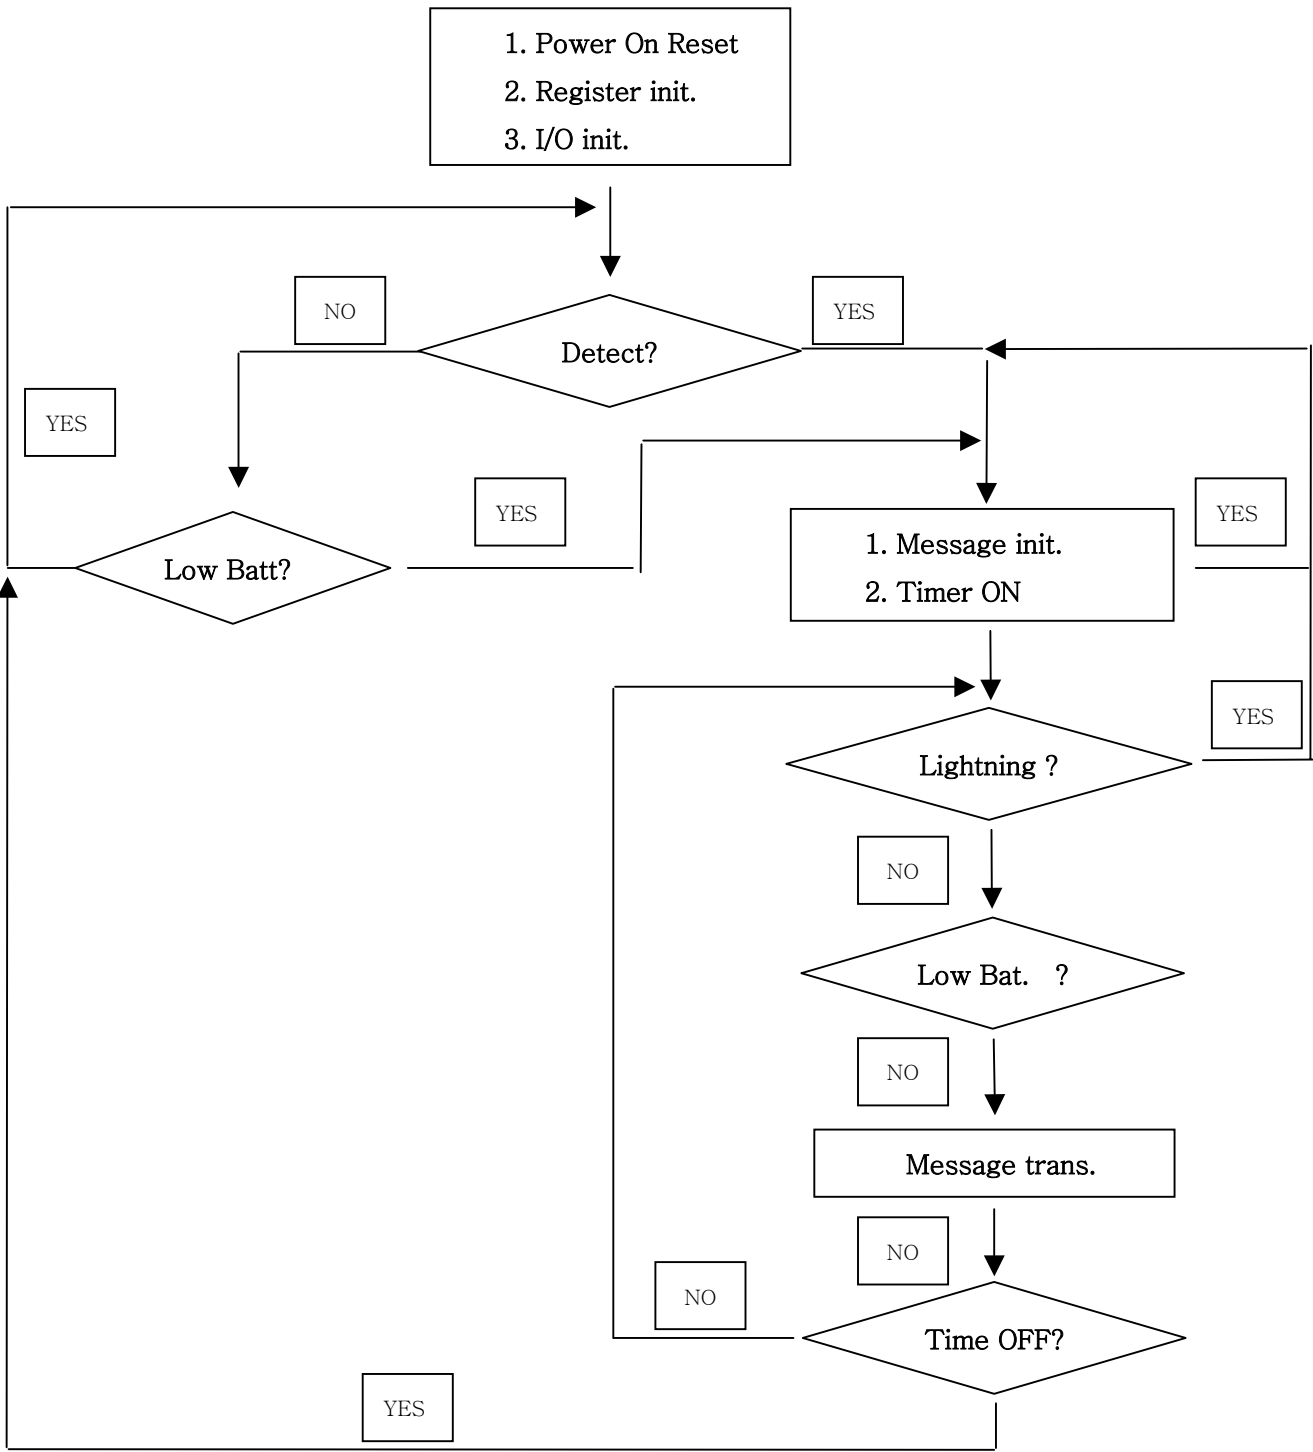 1. Power On Reset
2. Register init.
3. I/O init.
NO
YES
Detect?
YES
YES
YES
Low Batt?
1. Message init.
2. Timer ON
YES
Lightning ?
NO
Low Bat. ?
NO
Message trans.
NO
NO
Time OFF?
YES